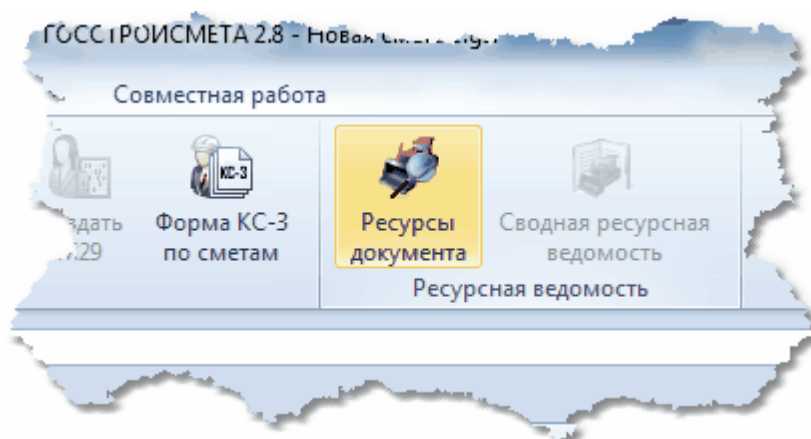 ГОССТРОЙСМЕТА 2.8 - Новая
Совместная работа
КС-3
Форма КС-3
по сметам
Ресурсы
документа
Сводная ресурсная
ведомость
Ресурсная ведомость